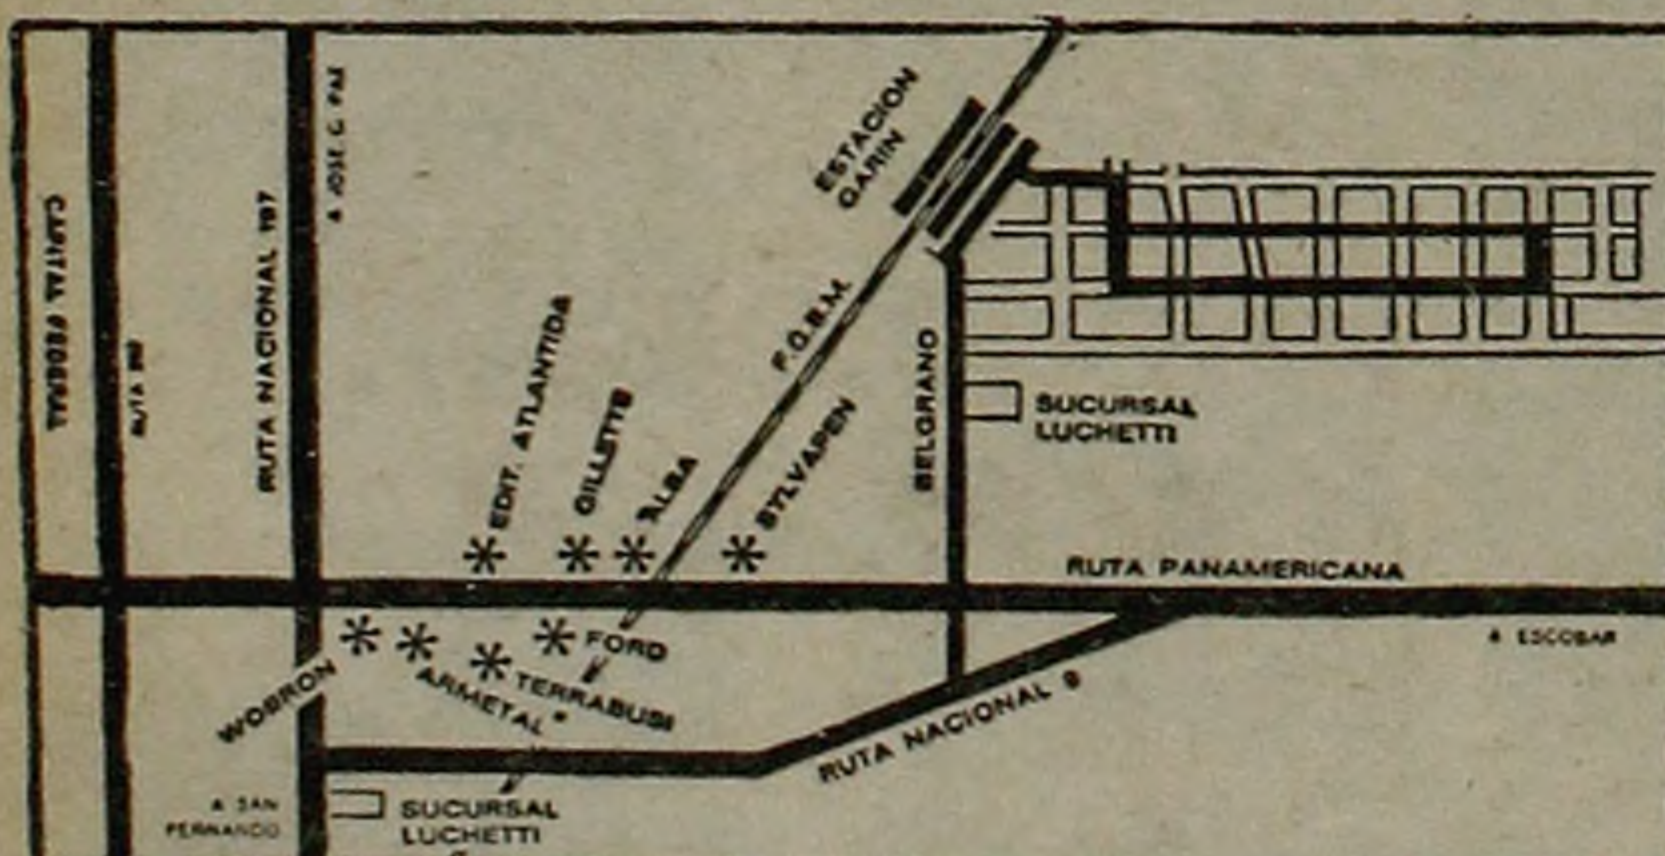 CAPITAL FEDERAL
RUTA
RUTA NACIONAL 197
A JOSE C. PAZ
ESTACION
GARIN
F.G.B.M.
EDIT. ATLANTIDA
GILLETTE
ALBA
SYLVAPEN
BELGRANO
SUCURSAL
LUCHETTI
RUTA PANAMERICANA
A ESCOBAR
WOBRON
ARMETAL
TERRABUSI
FORD
RUTA NACIONAL 9
A SAN
FERNANDO
SUCURSAL
LUCHETTI